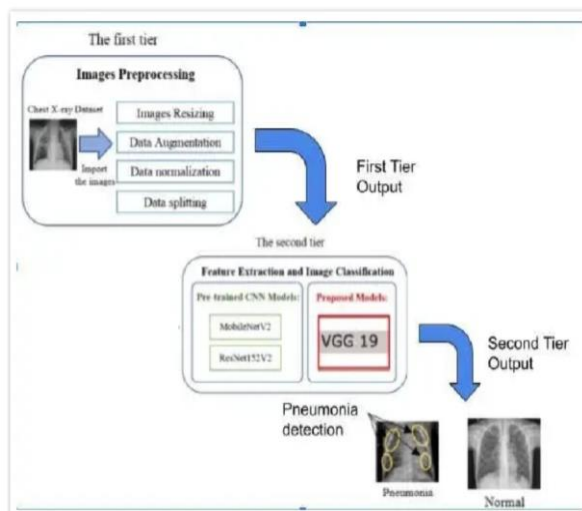 The first tier
Images Preprocessing
Chest X-ray Dataset
Import
the images
Images Resizing
Data Augmentation
Data normalization
Data splitting
First Tier
Output
The second tier
Feature Extraction and Image Classification
Pre-trained CNN Models:
MobileNetV2
ResNet152V2
Proposed Models:
VGG 19
Second Tier
Output
Pneumonia
detection
Pneumonia
Normal